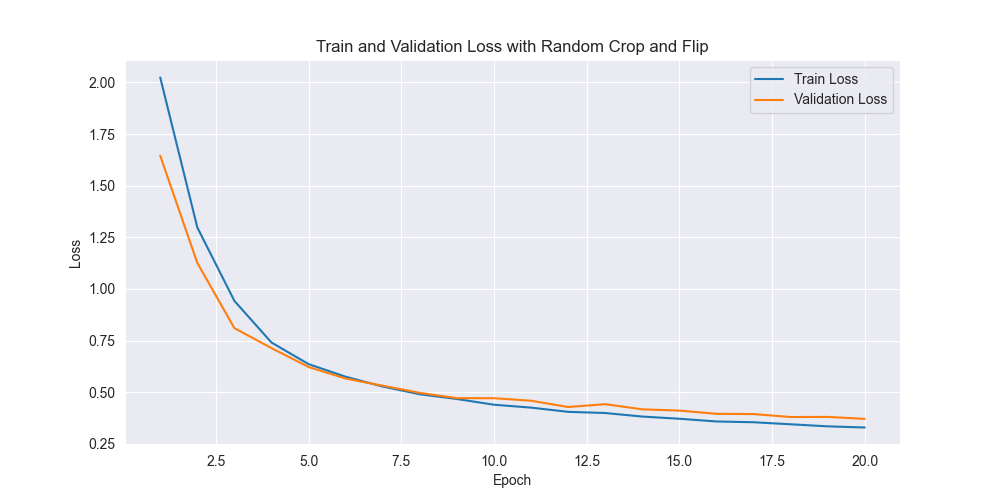 Train and Validation Loss with Random Crop and Flip
Train Loss
Validation Loss
2.00
1.75
1.50
1.25
1.00
0.75
0.50
0.25
Loss
2.5 5.0 7.5 10.0 12.5 15.0 17.5 20.0
Epoch